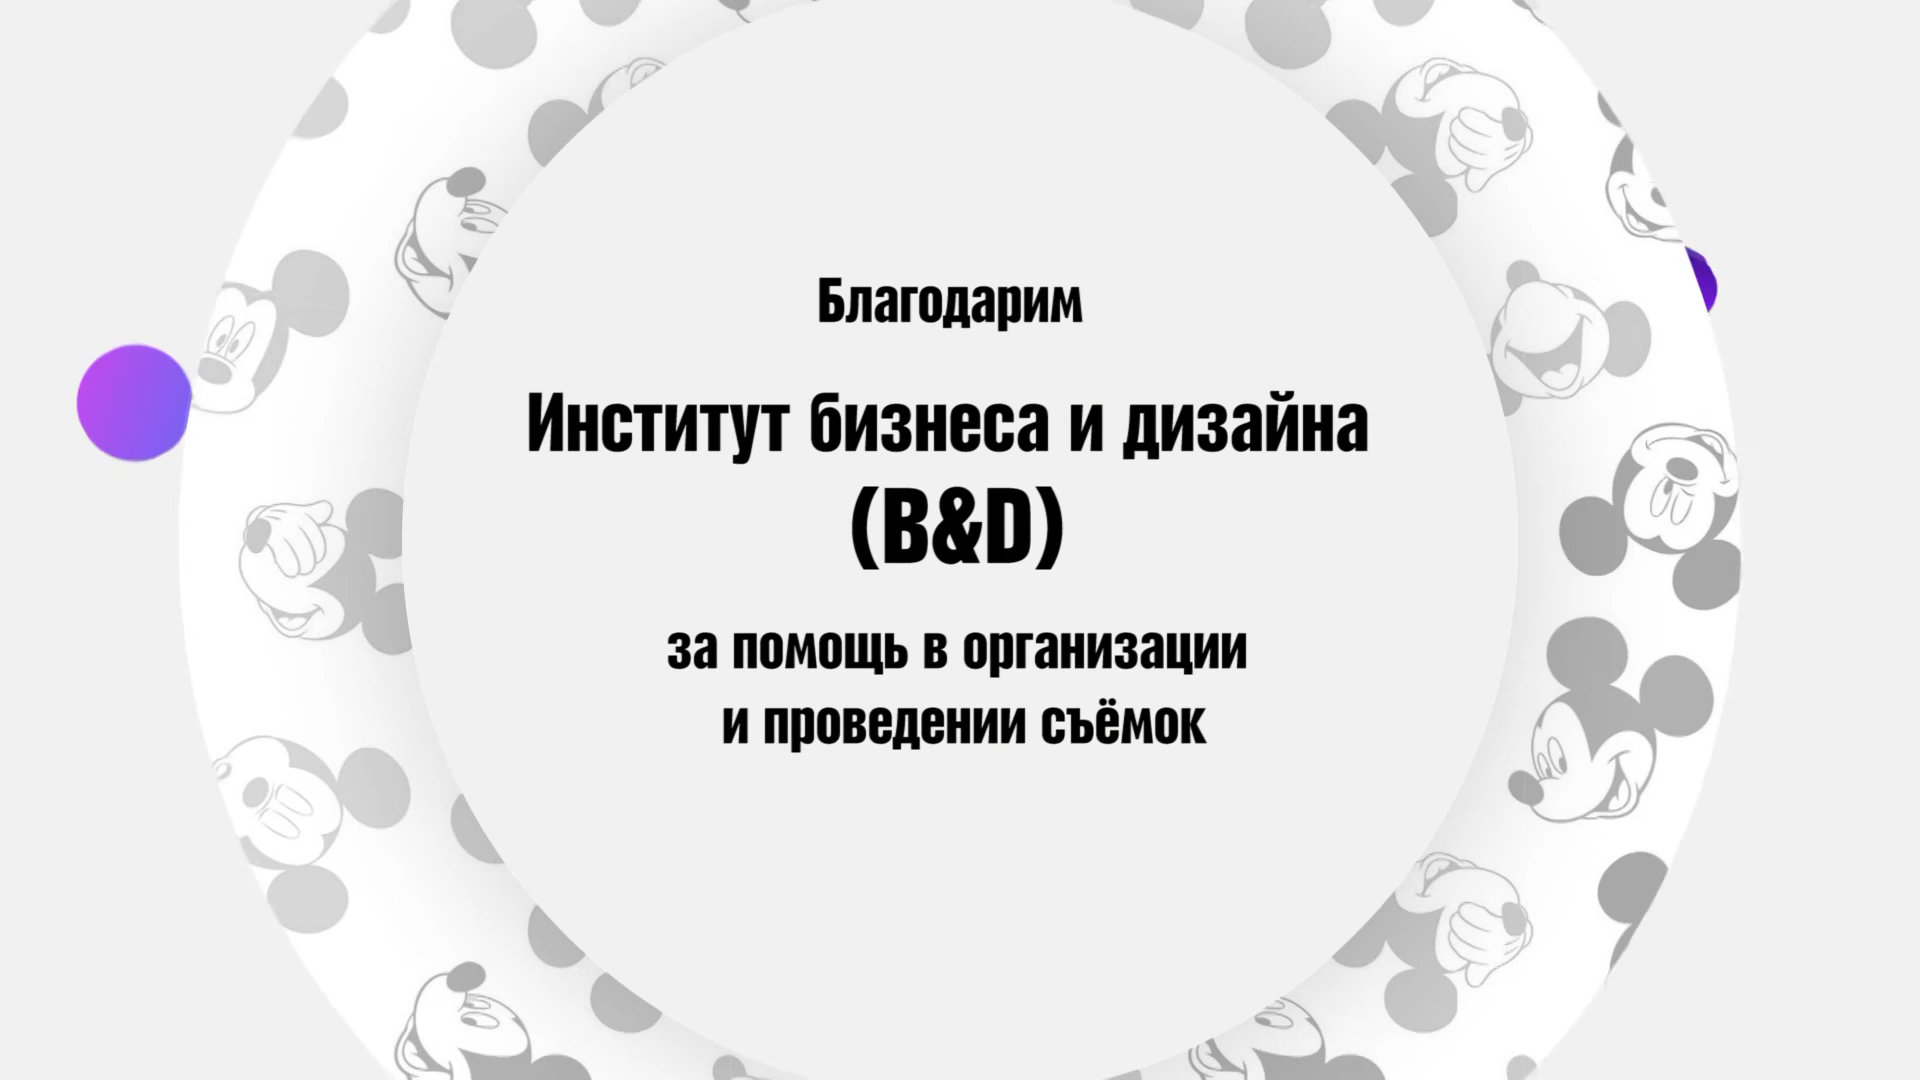 Благодарим
Институт бизнеса и дизайна
(B&D)
за помощь в организации
и проведении съёмок